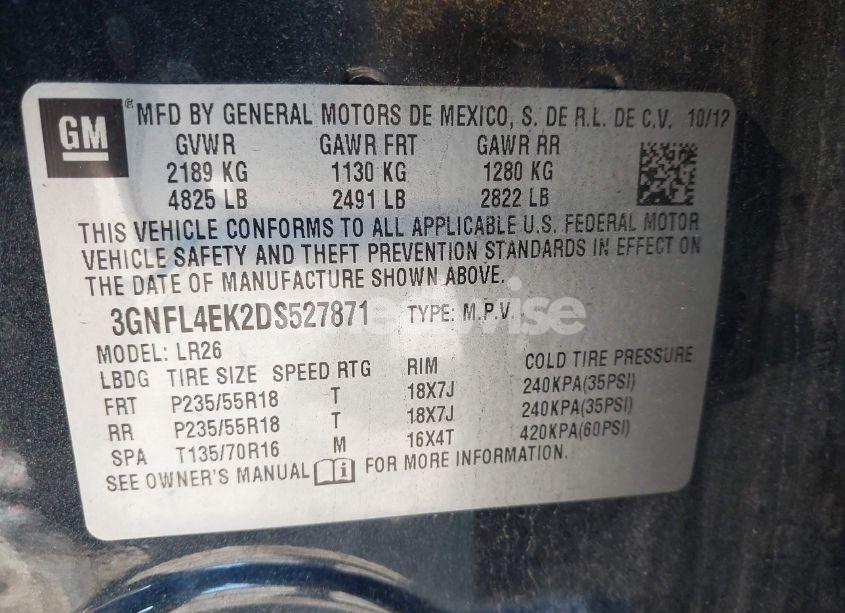 GM
® MFD BY GENERAL MOTORS DE MEXICO, S. DE R.L. DE C.V. 10/12
GVWR GAWR FRT GAWR RR
2189 KG 1130 KG 1280 KG
4825 LB 2491 LB 2822 LB
THIS VEHICLE CONFORMS TO ALL APPLICABLE U.S. FEDERAL MOTOR
VEHICLE SAFETY AND THEFT PREVENTION STANDARDS IN EFFECT ON
THE DATE OF MANUFACTURE SHOWN ABOVE.
3GNFL4EK2DS527871 TYPE: M.P.V.
MODEL: LR26
LBDG TIRE SIZE SPEED RTG RIM COLD TIRE PRESSURE
FRT P235/55R18 T 18X7J 240KPA(35PSI)
RR P235/55R18 T 18X7J 240KPA(35PSI)
SPA T135/70R16 M 16X4T 420KPA(60PSI)
SEE OWNER'S MANUAL FOR MORE INFORMATION.